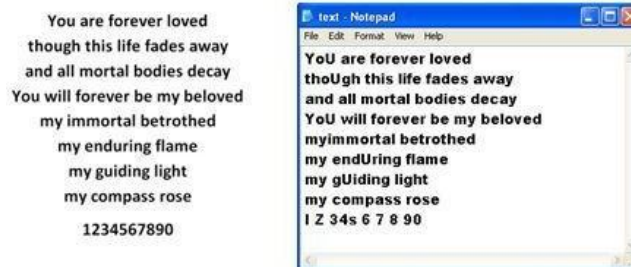 You are forever loved
though this life fades away
and all mortal bodies decay
You will forever be my beloved
my immortal betrothed
my enduring flame
my guiding light
my compass rose
1234567890
text - Notepad
File Edit Format View Help
YoU are forever loved
thoUgh this life fades away
and all mortal bodies decay
YoU will forever be my beloved
myimmortal betrothed
my endUring flame
my gUiding light
my compass rose
I Z 34s 6 7 8 90